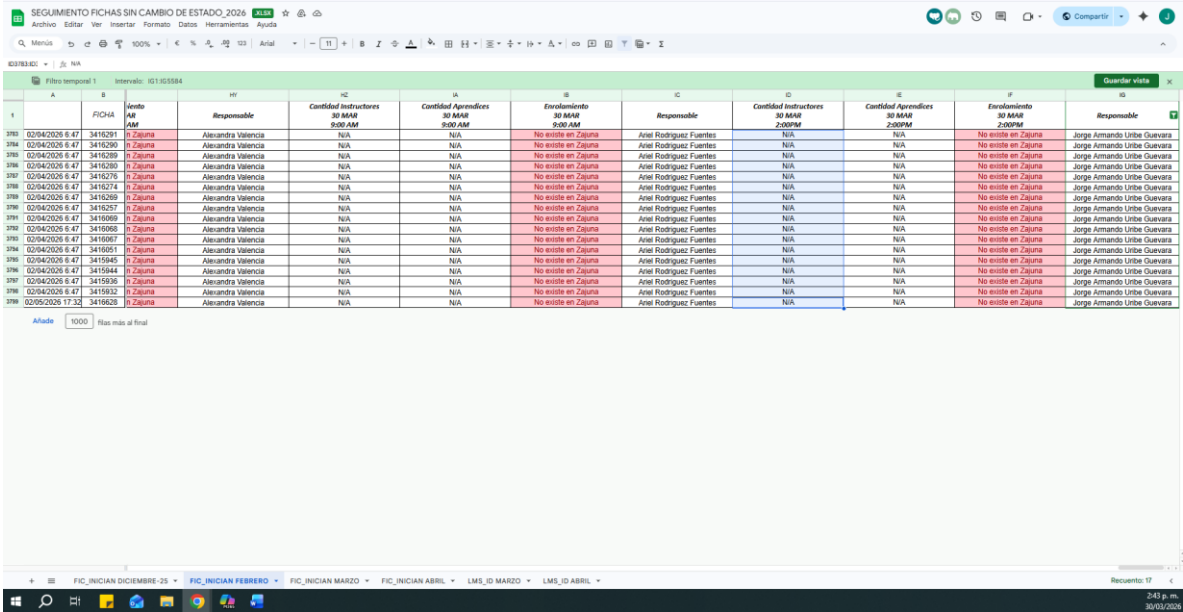 SEGUIMIENTO FICHAS SIN CAMBIO DE ESTADO_2026 .XLSX
Archivo Editar Ver Insertar Formato Datos Herramientas Ayuda
Compartir
J
Menús 100% € % .0 .00 123 Arial 11 B I A
N/A
Filtro temporal 1 Intervalo: IG1:IG5584 Guardar vista
A B HY HZ IA IB IC ID IE IF IG
1 FICHA iento AR AM Responsable Cantidad Instructores 30 MAR 9:00 AM Cantidad Aprendices 30 MAR 9:00 AM Enrolamiento 30 MAR 9:00 AM Responsable Cantidad Instructores 30 MAR 2:00PM Cantidad Aprendices 30 MAR 2:00PM Enrolamiento 30 MAR 2:00PM Responsable
3783 02/04/2026 6:47 3416291 n Zajuna Alexandra Valencia N/A N/A No existe en Zajuna Ariel Rodriguez Fuentes N/A N/A No existe en Zajuna Jorge Armando Uribe Guevara
3784 02/04/2026 6:47 3416290 n Zajuna Alexandra Valencia N/A N/A No existe en Zajuna Ariel Rodriguez Fuentes N/A N/A No existe en Zajuna Jorge Armando Uribe Guevara
3785 02/04/2026 6:47 3416289 n Zajuna Alexandra Valencia N/A N/A No existe en Zajuna Ariel Rodriguez Fuentes N/A N/A No existe en Zajuna Jorge Armando Uribe Guevara
3786 02/04/2026 6:47 3416280 n Zajuna Alexandra Valencia N/A N/A No existe en Zajuna Ariel Rodriguez Fuentes N/A N/A No existe en Zajuna Jorge Armando Uribe Guevara
3787 02/04/2026 6:47 3416276 n Zajuna Alexandra Valencia N/A N/A No existe en Zajuna Ariel Rodriguez Fuentes N/A N/A No existe en Zajuna Jorge Armando Uribe Guevara
3788 02/04/2026 6:47 3416274 n Zajuna Alexandra Valencia N/A N/A No existe en Zajuna Ariel Rodriguez Fuentes N/A N/A No existe en Zajuna Jorge Armando Uribe Guevara
3789 02/04/2026 6:47 3416269 n Zajuna Alexandra Valencia N/A N/A No existe en Zajuna Ariel Rodriguez Fuentes N/A N/A No existe en Zajuna Jorge Armando Uribe Guevara
3790 02/04/2026 6:47 3416257 n Zajuna Alexandra Valencia N/A N/A No existe en Zajuna Ariel Rodriguez Fuentes N/A N/A No existe en Zajuna Jorge Armando Uribe Guevara
3791 02/04/2026 6:47 3416069 n Zajuna Alexandra Valencia N/A N/A No existe en Zajuna Ariel Rodriguez Fuentes N/A N/A No existe en Zajuna Jorge Armando Uribe Guevara
3792 02/04/2026 6:47 3416068 n Zajuna Alexandra Valencia N/A N/A No existe en Zajuna Ariel Rodriguez Fuentes N/A N/A No existe en Zajuna Jorge Armando Uribe Guevara
3793 02/04/2026 6:47 3416067 n Zajuna Alexandra Valencia N/A N/A No existe en Zajuna Ariel Rodriguez Fuentes N/A N/A No existe en Zajuna Jorge Armando Uribe Guevara
3794 02/04/2026 6:47 3416051 n Zajuna Alexandra Valencia N/A N/A No existe en Zajuna Ariel Rodriguez Fuentes N/A N/A No existe en Zajuna Jorge Armando Uribe Guevara
3795 02/04/2026 6:47 3415945 n Zajuna Alexandra Valencia N/A N/A No existe en Zajuna Ariel Rodriguez Fuentes N/A N/A No existe en Zajuna Jorge Armando Uribe Guevara
3796 02/04/2026 6:47 3415944 n Zajuna Alexandra Valencia N/A N/A No existe en Zajuna Ariel Rodriguez Fuentes N/A N/A No existe en Zajuna Jorge Armando Uribe Guevara
3797 02/04/2026 6:47 3415936 n Zajuna Alexandra Valencia N/A N/A No existe en Zajuna Ariel Rodriguez Fuentes N/A N/A No existe en Zajuna Jorge Armando Uribe Guevara
3798 02/04/2026 6:47 3415932 n Zajuna Alexandra Valencia N/A N/A No existe en Zajuna Ariel Rodriguez Fuentes N/A N/A No existe en Zajuna Jorge Armando Uribe Guevara
3799 02/05/2026 17:32 3416628 n Zajuna Alexandra Valencia N/A N/A No existe en Zajuna Ariel Rodriguez Fuentes N/A N/A No existe en Zajuna Jorge Armando Uribe Guevara
Añade 1000 filas más al final
FIC_INICIAN DICIEMBRE-25 FIC_INICIAN FEBRERO FIC_INICIAN MARZO FIC_INICIAN ABRIL LMS_ID MARZO LMS_ID ABRIL Recuento: 17
2:43 p. m.
30/03/2026